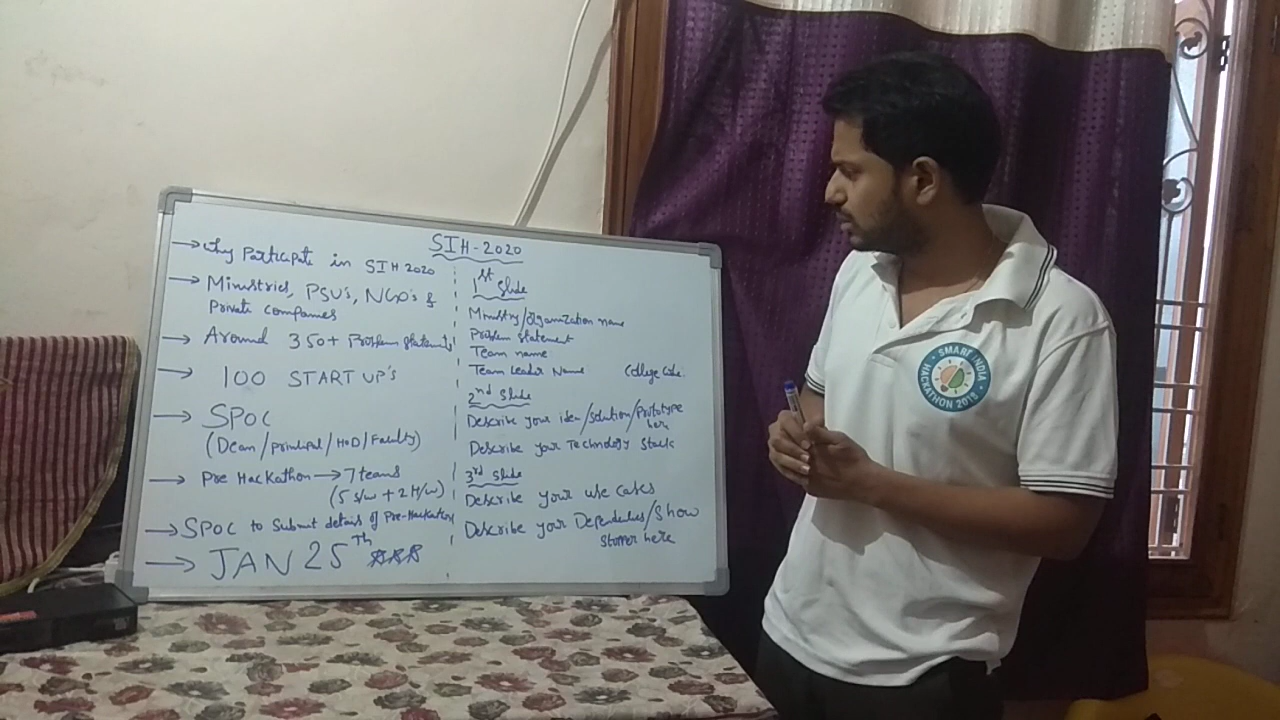 SIH-2020
→ Why Participate in SIH 2020
→ Ministries, PSU's, NGO's &
Private Companies
→ Around 350+ Problem Statements
→ 100 START UP'S
→ SPOC
(Dean/Principal/HOD/Faculty)
→ Pre Hackathon → 7 teams
(5 S/w + 2 H/w)
→ SPOC to Submit details of Pre-Hackathon
→ JAN 25th
1st Slide
Ministry/Organization name
Problem Statement
Team name
Team Leader Name College Code
2nd Slide
Describe your idea/Solution/Prototype
here
Describe your Technology Stack
3rd Slide
Describe your Use Cases
Describe your Dependencies/Show
stopper here
SMART INDIA
HACKATHON 2018